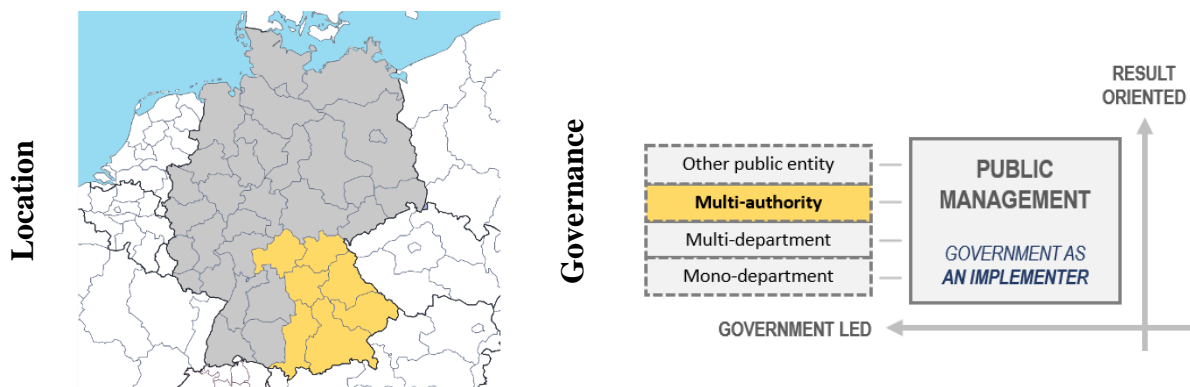 Location
Governance
RESULT
ORIENTED
Other public entity
Multi-authority
Multi-department
Mono-department
PUBLIC
MANAGEMENT
GOVERNMENT AS
AN IMPLEMENTER
GOVERNMENT LED